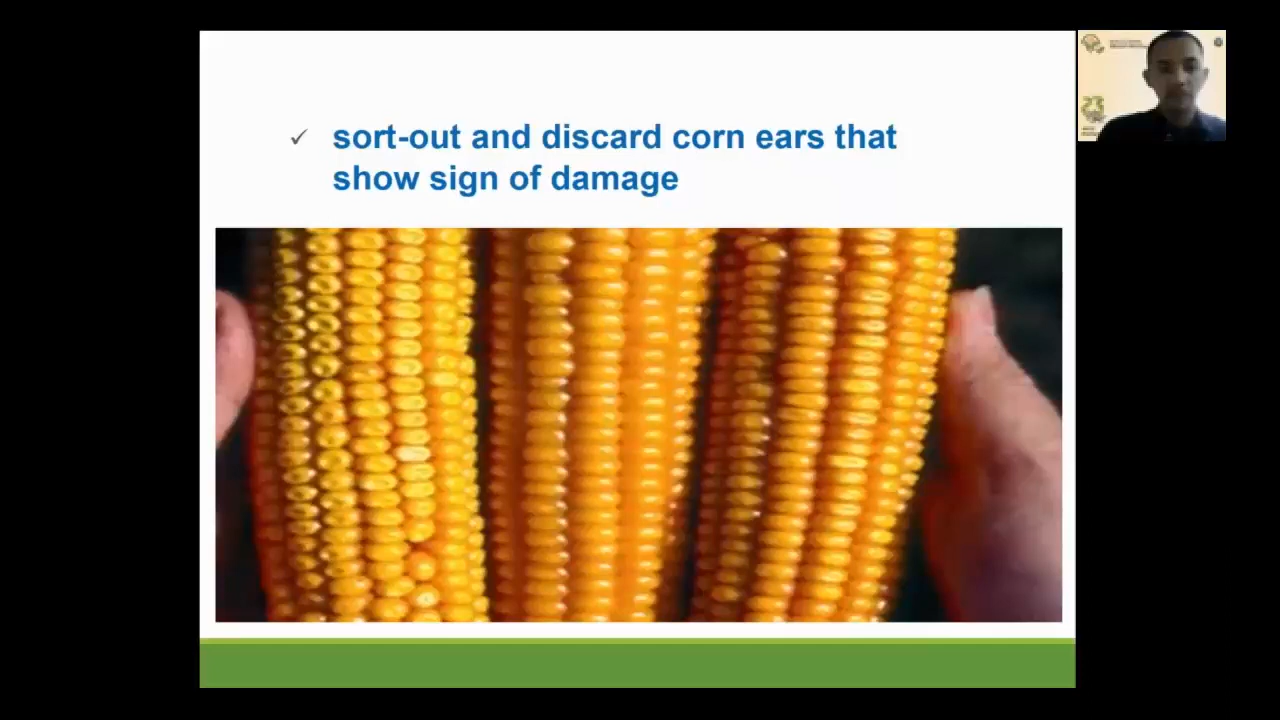 ✓ sort-out and discard corn ears that
show sign of damage